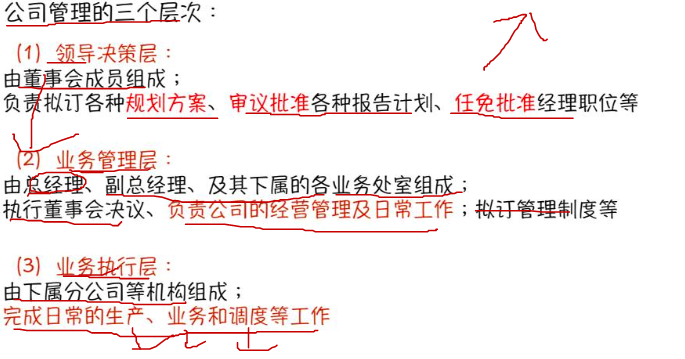 公司管理的三个层次：
（1）领导决策层：
由董事会成员组成；
负责拟订各种规划方案、审议批准各种报告计划、任免批准经理职位等
（2）业务管理层：
由总经理、副总经理、及其下属的各业务处室组成；
执行董事会决议、负责公司的经营管理及日常工作；拟订管理制度等
（3）业务执行层：
由下属分公司等机构组成；
完成日常的生产、业务和调度等工作